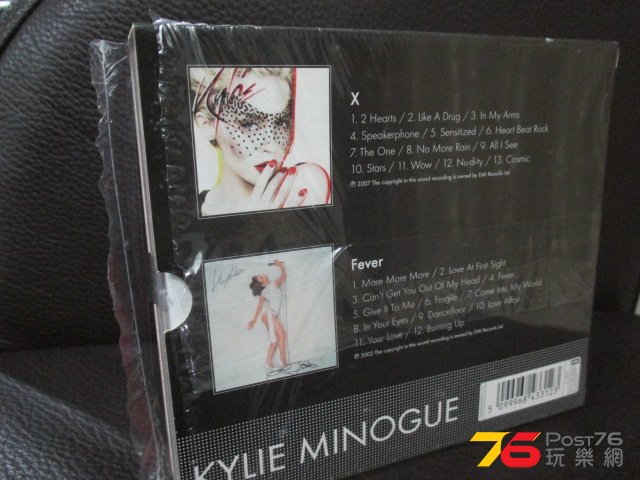 Kylie
X
1. 2 Hearts / 2. Like A Drug / 3. In My Arms
4. Speakerphone / 5. Sensitized / 6. Heart Beat Rock
7. The One / 8. No More Rain / 9. All I See
10. Stars / 11. Wow / 12. Nu-di-ty / 13. Cosmic
℗ 2007 The copyright in this sound recording is owned by EMI Records Ltd
Kylie
Fever
1. More More More / 2. Love At First Sight
3. Can't Get You Out Of My Head / 4. Fever
5. Give It To Me / 6. Fragile / 7. Come Into My World
8. In Your Eyes / 9. Dancefloor / 10. Love Affair
11. Your Love / 12. Burning Up
℗ 2002 The copyright in this sound recording is owned by EMI Records Ltd
KYLIE MINOGUE
5 099968 433123
76 Post76
玩樂網